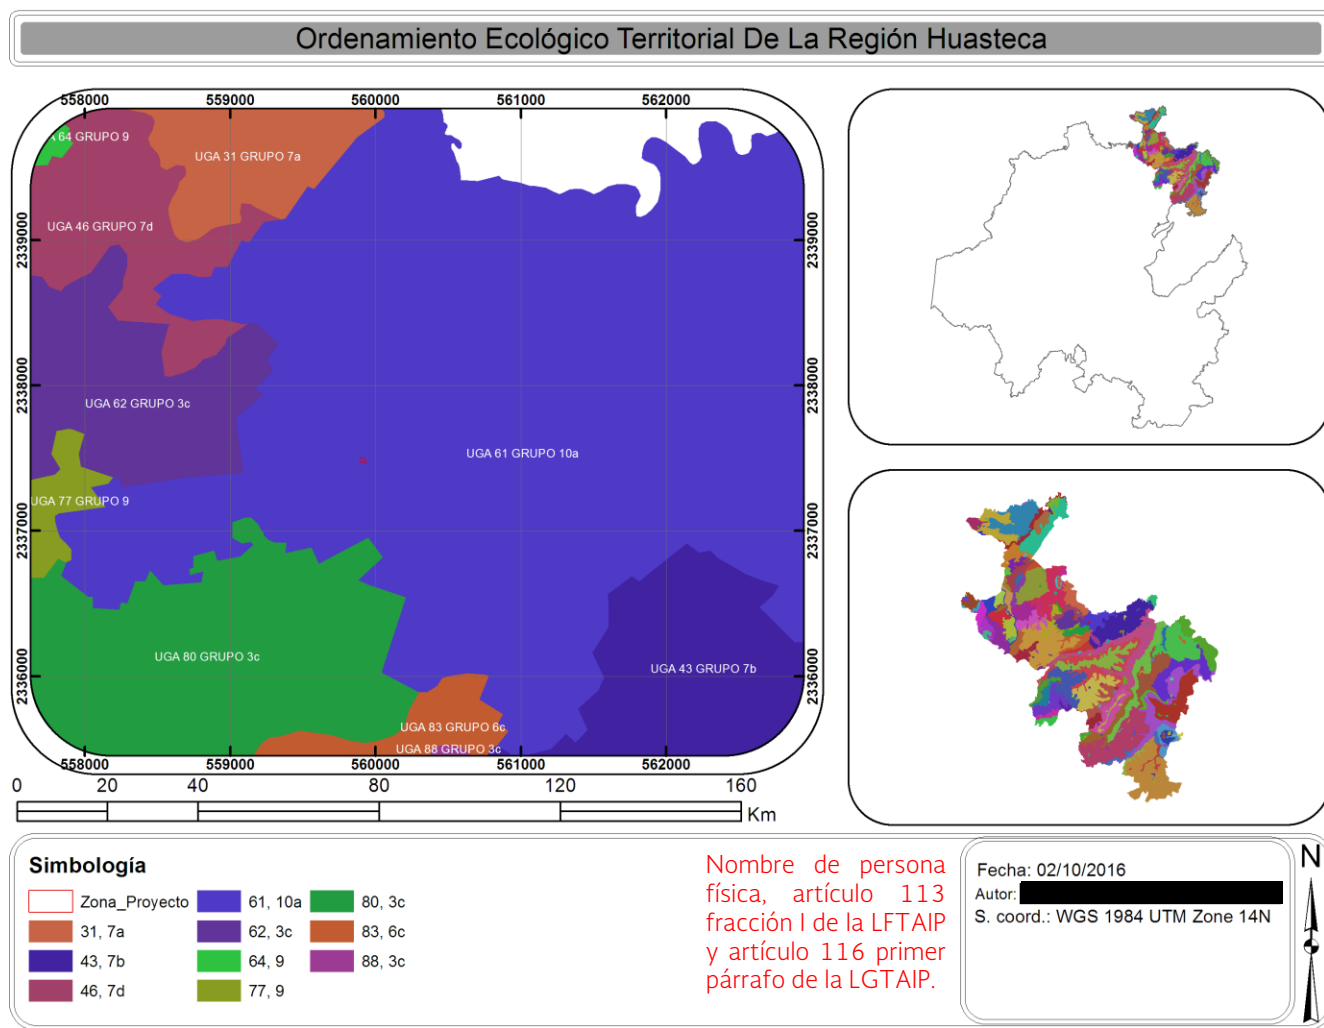 Ordenamiento Ecológico Territorial De La Región Huasteca
558000 559000 560000 561000 562000
64 GRUPO 9
UGA 31 GRUPO 7a
UGA 46 GRUPO 7d
2339000 2339000
2338000 2338000
UGA 62 GRUPO 3c
UGA 61 GRUPO 10a
UGA 77 GRUPO 9
2337000 2337000
UGA 80 GRUPO 3c
UGA 43 GRUPO 7b
2336000 2336000
UGA 83 GRUPO 6c
UGA 88 GRUPO 3c
558000 559000 560000 561000 562000
0 20 40 80 120 160
Km
Simbología
Zona_Proyecto
31, 7a
43, 7b
46, 7d
61, 10a
62, 3c
64, 9
77, 9
80, 3c
83, 6c
88, 3c
Nombre de persona
física, artículo 113
fracción I de la LFTAIP
y artículo 116 primer
párrafo de la LGTAIP.
Fecha: 02/10/2016
Autor:
S. coord.: WGS 1984 UTM Zone 14N
N